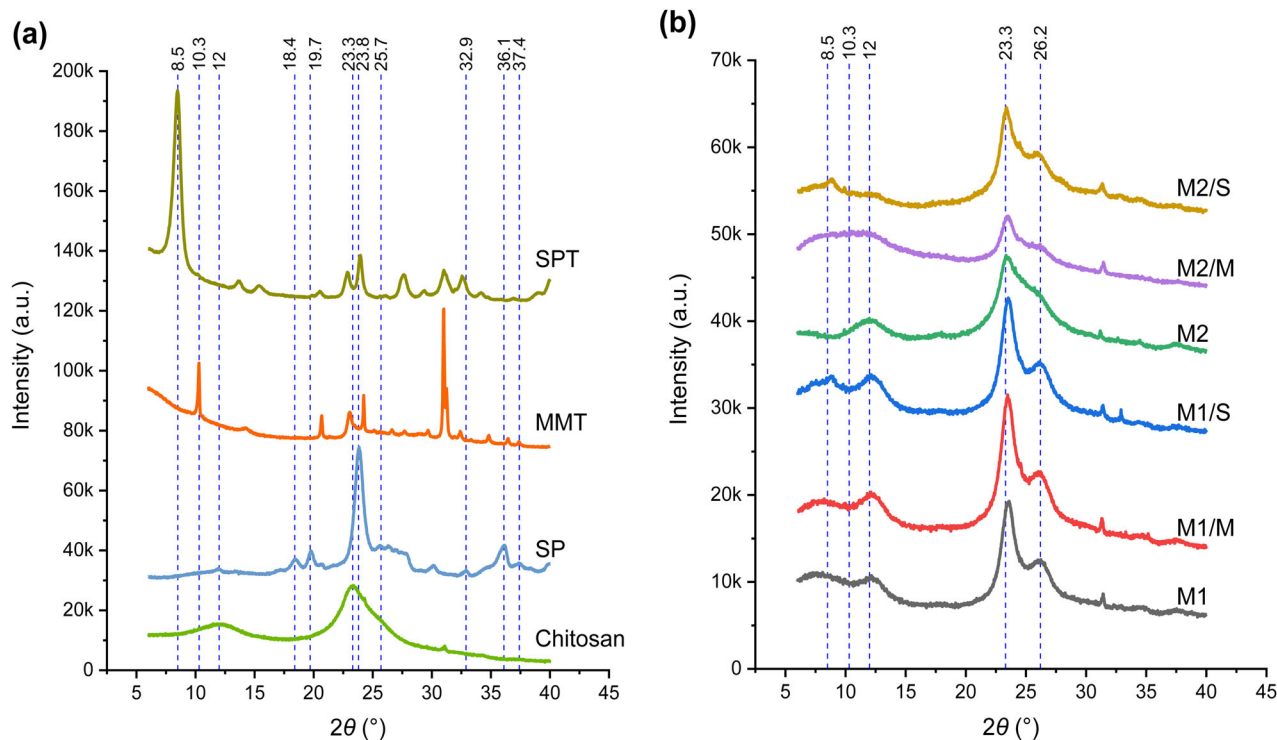 (a)
8.5
10.3
12
18.4
19.7
23.3
23.8
25.7
32.9
36.1
37.4
200k
180k
160k
140k
120k
100k
80k
60k
40k
20k
0
Intensity (a.u.)
SPT
MMT
SP
Chitosan
5 10 15 20 25 30 35 40 45
2θ (°)
(b)
8.5
10.3
12
23.3
26.2
70k
60k
50k
40k
30k
20k
10k
0
Intensity (a.u.)
M2/S
M2/M
M2
M1/S
M1/M
M1
5 10 15 20 25 30 35 40 45
2θ (°)